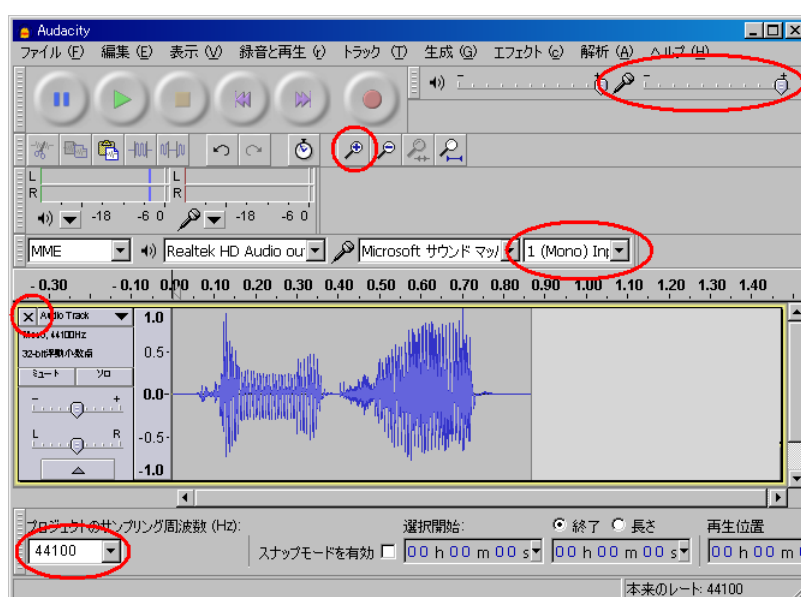 Audacity
ファイル (F) 編集 (E) 表示 (V) 録音と再生 (r) トラック (T) 生成 (G) エフェクト (c) 解析 (A) ヘルプ (H)
- +
L
R
-18 -6 0
L
R
-18 -6 0
MME Realtek HD Audio ou Microsoft サウンド マッ 1 (Mono) Inp
- 0.30 - 0.10 0.00 0.10 0.20 0.30 0.40 0.50 0.60 0.70 0.80 0.90 1.00 1.10 1.20 1.30 1.40
X Audio Track 1.0
Mono, 44100Hz
32-bit浮動小数点 0.5
ミュート ソロ
- + 0.0
L R -0.5
-1.0
プロジェクトのサンプリング周波数 (Hz): 選択開始: 終了 長さ 再生位置
44100 スナップモードを有効 00 h 00 m 00 s 00 h 00 m 00 s 00 h 00 m
本来のレート: 44100